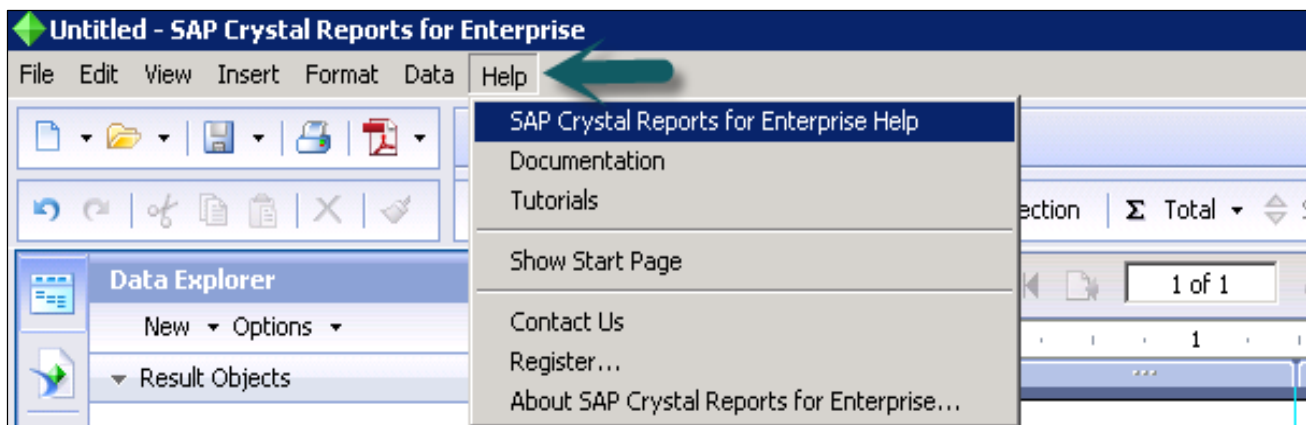 Untitled - SAP Crystal Reports for Enterprise
File Edit View Insert Format Data Help
SAP Crystal Reports for Enterprise Help
Documentation
Tutorials
Σ Total
Show Start Page
Data Explorer
1 of 1
New Options
Contact Us
1
Register...
Result Objects
About SAP Crystal Reports for Enterprise...